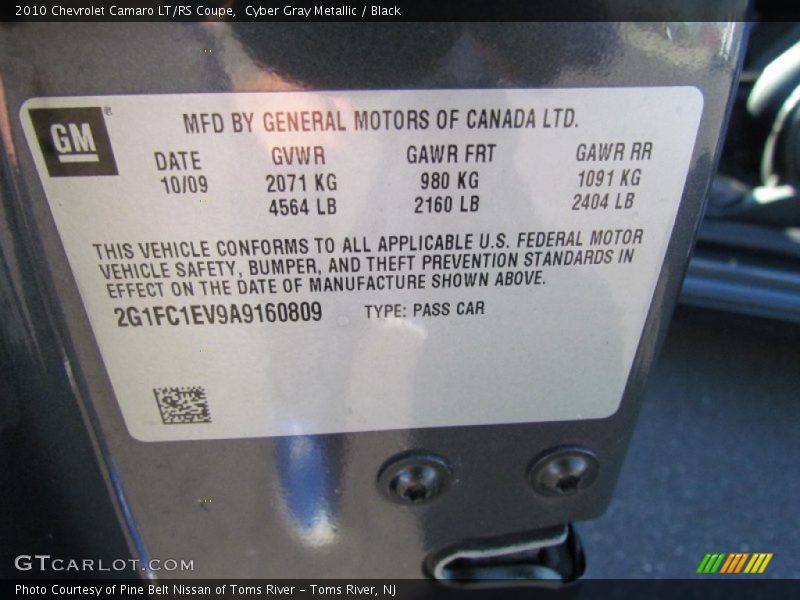 2010 Chevrolet Camaro LT/RS Coupe,  Cyber Gray Metallic / Black
GM
MFD BY GENERAL MOTORS OF CANADA LTD.
DATE GVWR GAWR FRT GAWR RR
10/09 2071 KG 980 KG 1091 KG
4564 LB 2160 LB 2404 LB
THIS VEHICLE CONFORMS TO ALL APPLICABLE U.S. FEDERAL MOTOR
VEHICLE SAFETY, BUMPER, AND THEFT PREVENTION STANDARDS IN
EFFECT ON THE DATE OF MANUFACTURE SHOWN ABOVE.
2G1FC1EV9A9160809 TYPE: PASS CAR
GTCARLOT.COM
Photo Courtesy of Pine Belt Nissan of Toms River – Toms River, NJ